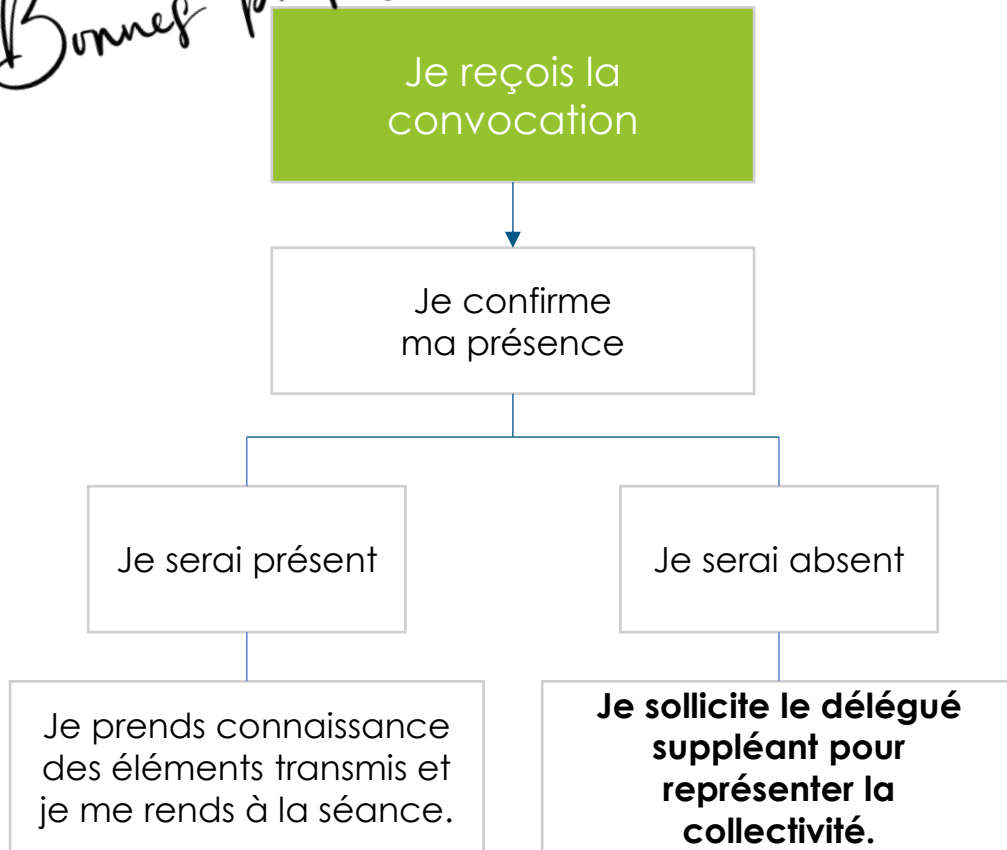 Bonnes
Je reçois la
convocation
Je confirme
ma présence
Je serai présent
Je serai absent
Je prends connaissance
des éléments transmis et
je me rends à la séance.
Je sollicite le délégué
suppléant pour
représenter la
collectivité.